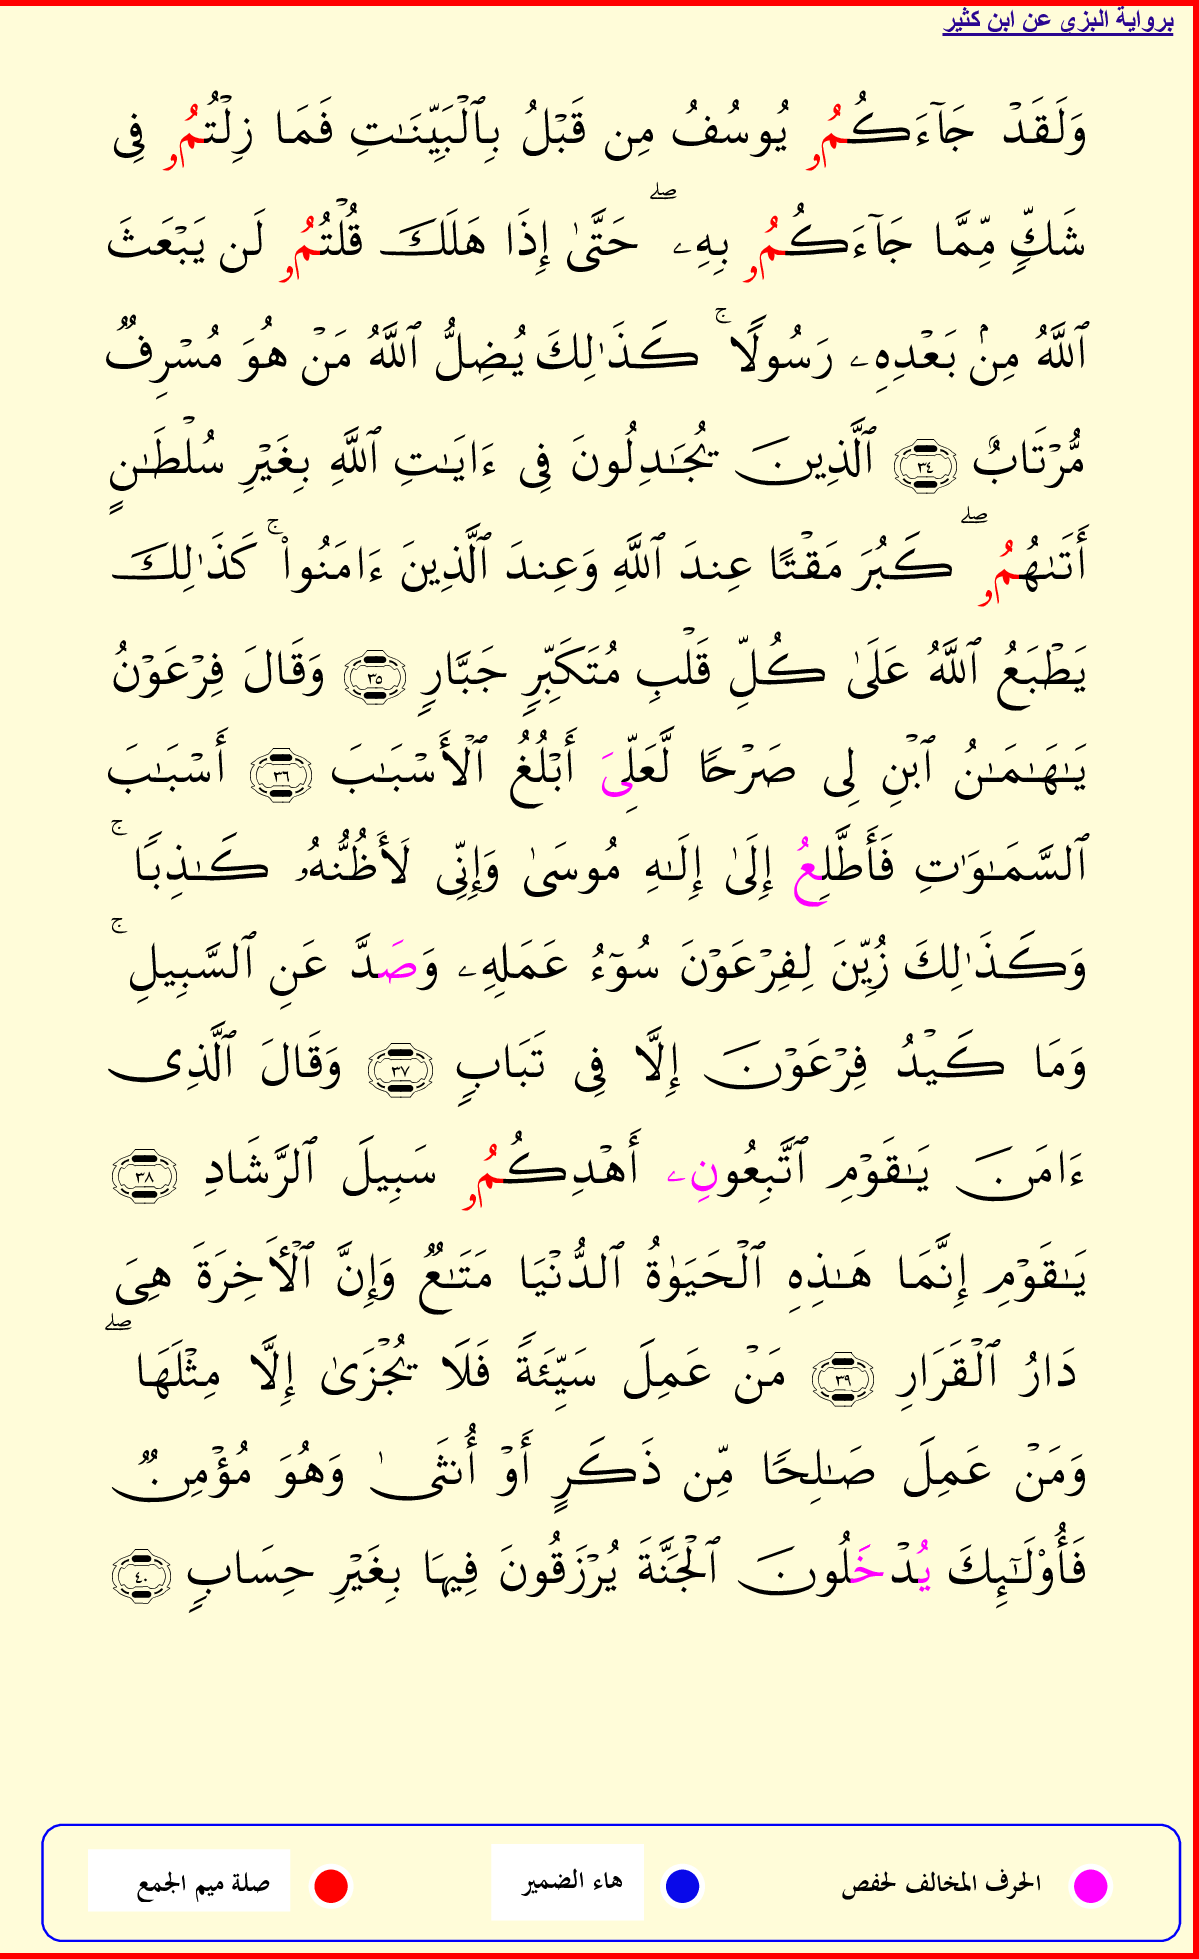 برواية البزي عن ابن كثير
وَلَقَدْ جَآءَكُمُۥ يُوسُفُ مِن قَبْلُ بِٱلْبَيِّنَـٰتِ فَمَا زِلْتُمُۥ فِى
شَكٍّ مِّمَّا جَآءَكُمُۥ بِهِۦ ۖ حَتَّىٰ إِذَا هَلَكَ قُلْتُمُۥ لَن يَبْعَثَ
ٱللَّهُ مِنۢ بَعْدِهِۦ رَسُولًا ۚ كَذَٰلِكَ يُضِلُّ ٱللَّهُ مَنْ هُوَ مُسْرِفٌ
مُّرْتَابٌ ٣٤ ٱلَّذِينَ يُجَـٰدِلُونَ فِى ءَايَـٰتِ ٱللَّهِ بِغَيْرِ سُلْطَـٰنٍ
أَتَىٰهُمُۥ ۖ كَبُرَ مَقْتًا عِندَ ٱللَّهِ وَعِندَ ٱلَّذِينَ ءَامَنُوا۟ ۚ كَذَٰلِكَ
يَطْبَعُ ٱللَّهُ عَلَىٰ كُلِّ قَلْبِ مُتَكَبِّرٍ جَبَّارٍ ٣٥ وَقَالَ فِرْعَوْنُ
يَـٰهَـٰمَـٰنُ ٱبْنِ لِى صَرْحًا لَّعَلِّىَ أَبْلُغُ ٱلْأَسْبَـٰبَ ٣٦ أَسْبَـٰبَ
ٱلسَّمَـٰوَٰتِ فَأَطَّلِعُ إِلَىٰ إِلَـٰهِ مُوسَىٰ وَإِنِّى لَأَظُنُّهُۥ كَـٰذِبًا ۚ
وَكَذَٰلِكَ زُيِّنَ لِفِرْعَوْنَ سُوٓءُ عَمَلِهِۦ وَصَدَّ عَنِ ٱلسَّبِيلِ ۚ
وَمَا كَيْدُ فِرْعَوْنَ إِلَّا فِى تَبَابٍ ٣٧ وَقَالَ ٱلَّذِى
ءَامَنَ يَـٰقَوْمِ ٱتَّبِعُونِۦ أَهْدِكُمُۥ سَبِيلَ ٱلرَّشَادِ ٣٨
يَـٰقَوْمِ إِنَّمَا هَـٰذِهِ ٱلْحَيَوٰةُ ٱلدُّنْيَا مَتَـٰعٌ وَإِنَّ ٱلْأَخِرَةَ هِىَ
دَارُ ٱلْقَرَارِ ٣٩ مَنْ عَمِلَ سَيِّئَةً فَلَا يُجْزَىٰ إِلَّا مِثْلَهَا ۖ
وَمَنْ عَمِلَ صَـٰلِحًا مِّن ذَكَرٍ أَوْ أُنثَىٰ وَهُوَ مُؤْمِنٌ
فَأُو۟لَـٰٓئِكَ يُدْخَلُونَ ٱلْجَنَّةَ يُرْزَقُونَ فِيهَا بِغَيْرِ حِسَابٍ ٤٠
الحرف المخالف لحفص هاء الضمير صلة ميم الجمع